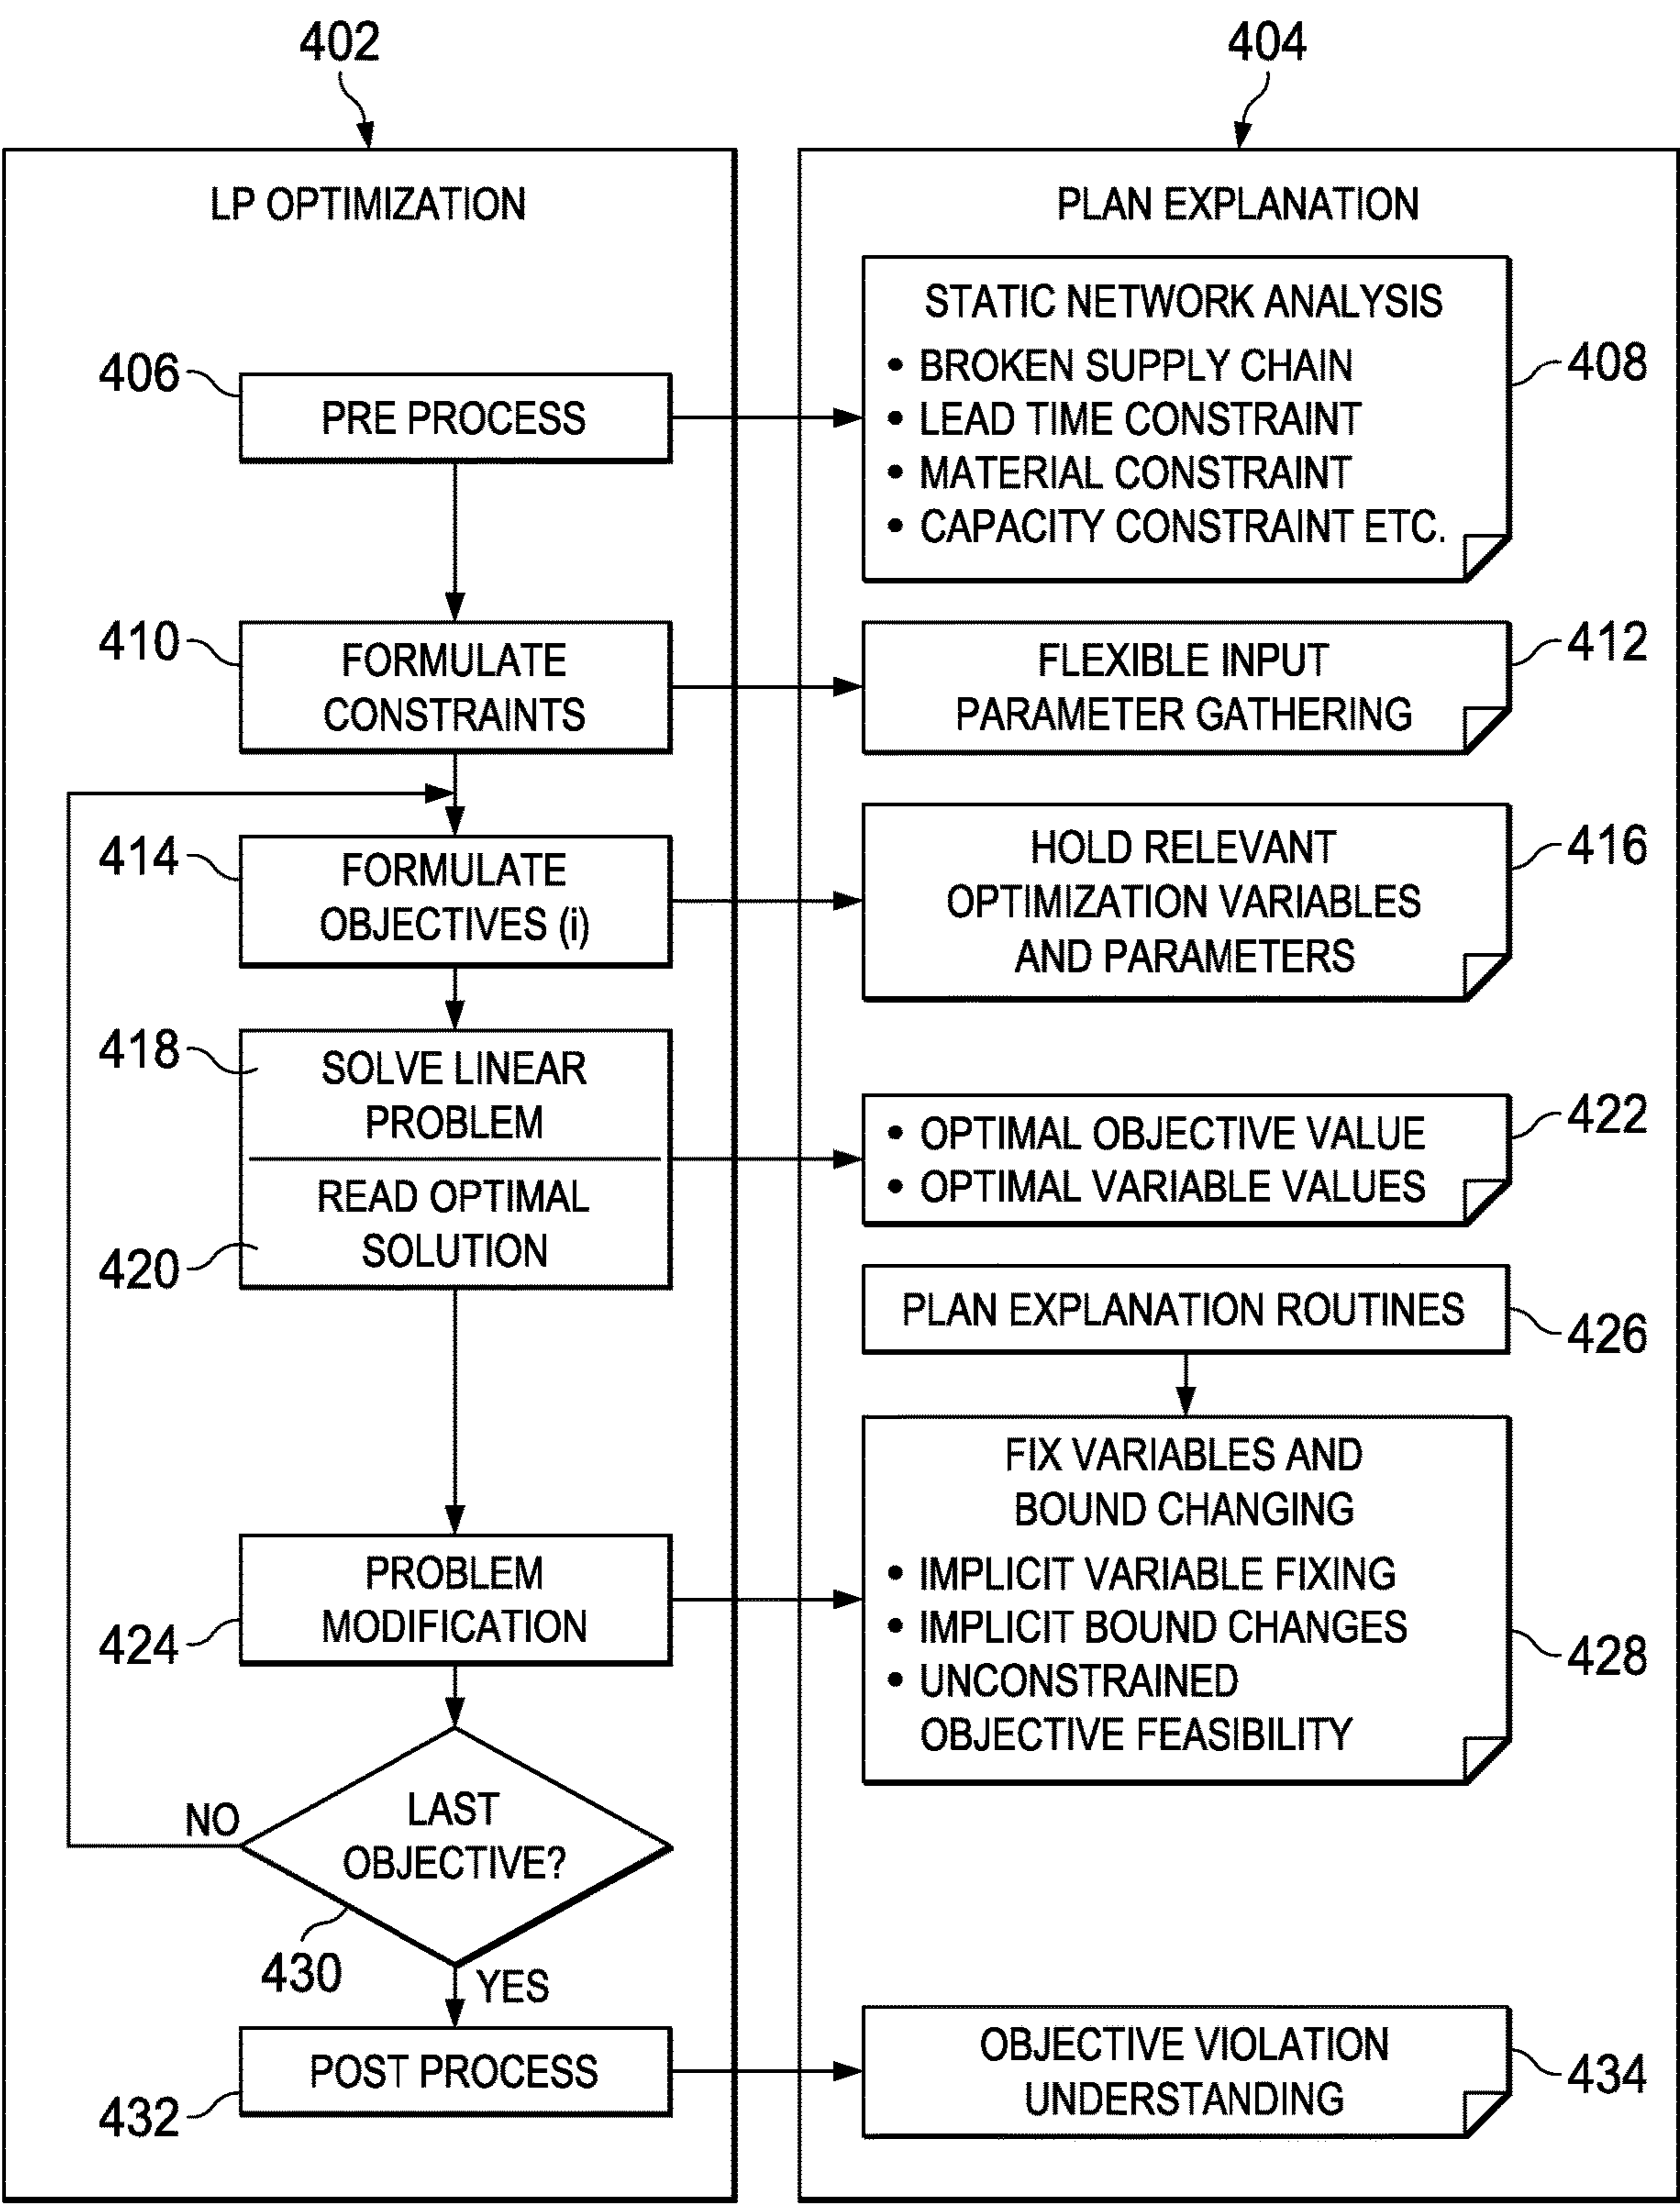 402
404
LP OPTIMIZATION
PLAN EXPLANATION
406
PRE PROCESS
STATIC NETWORK ANALYSIS
• BROKEN SUPPLY CHAIN
• LEAD TIME CONSTRAINT
• MATERIAL CONSTRAINT
• CAPACITY CONSTRAINT ETC.
408
410
FORMULATE
CONSTRAINTS
FLEXIBLE INPUT
PARAMETER GATHERING
412
414
FORMULATE
OBJECTIVES (i)
HOLD RELEVANT
OPTIMIZATION VARIABLES
AND PARAMETERS
416
418
SOLVE LINEAR
PROBLEM
READ OPTIMAL
SOLUTION
420
• OPTIMAL OBJECTIVE VALUE
• OPTIMAL VARIABLE VALUES
422
PLAN EXPLANATION ROUTINES
426
PROBLEM
MODIFICATION
424
FIX VARIABLES AND
BOUND CHANGING
• IMPLICIT VARIABLE FIXING
• IMPLICIT BOUND CHANGES
• UNCONSTRAINED
OBJECTIVE FEASIBILITY
428
NO
LAST
OBJECTIVE?
430
YES
POST PROCESS
432
OBJECTIVE VIOLATION
UNDERSTANDING
434